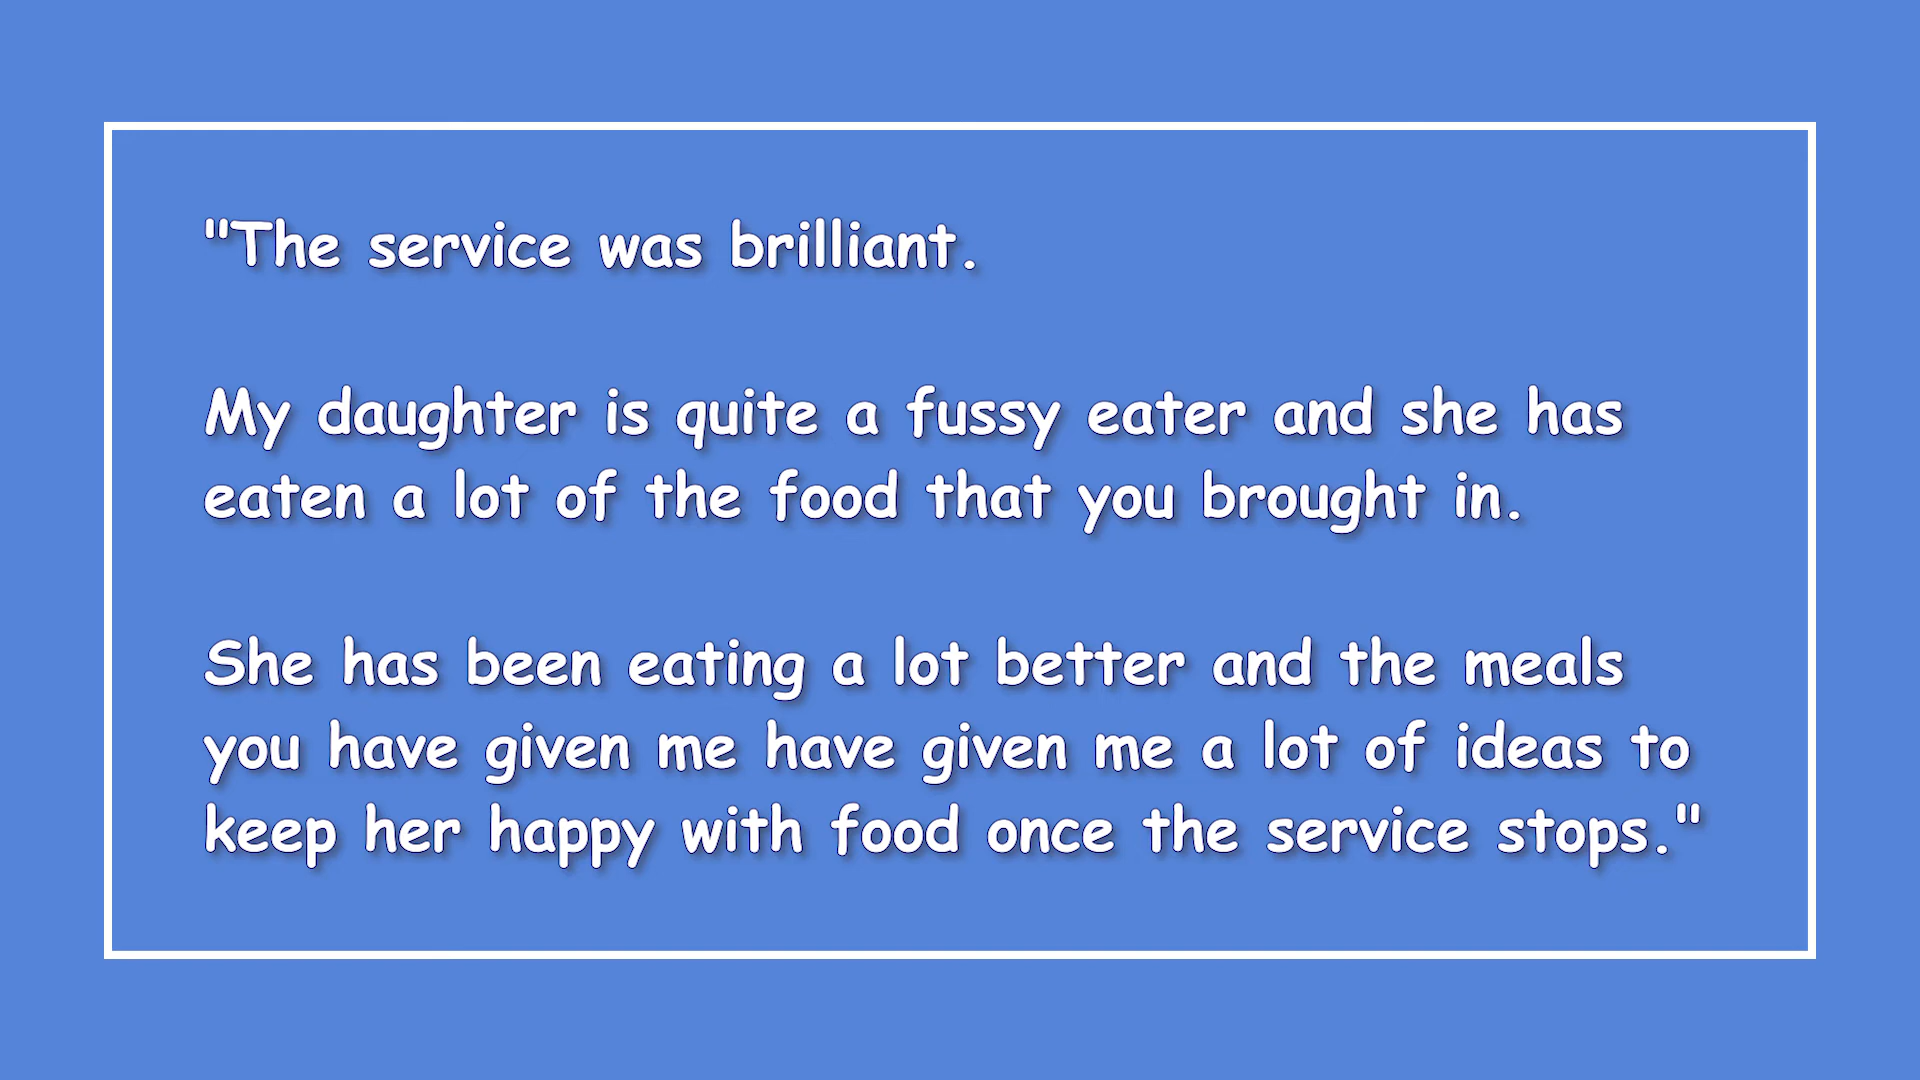 "The service was brilliant.
My daughter is quite a fussy eater and she has
eaten a lot of the food that you brought in.
She has been eating a lot better and the meals
you have given me have given me a lot of ideas to
keep her happy with food once the service stops."